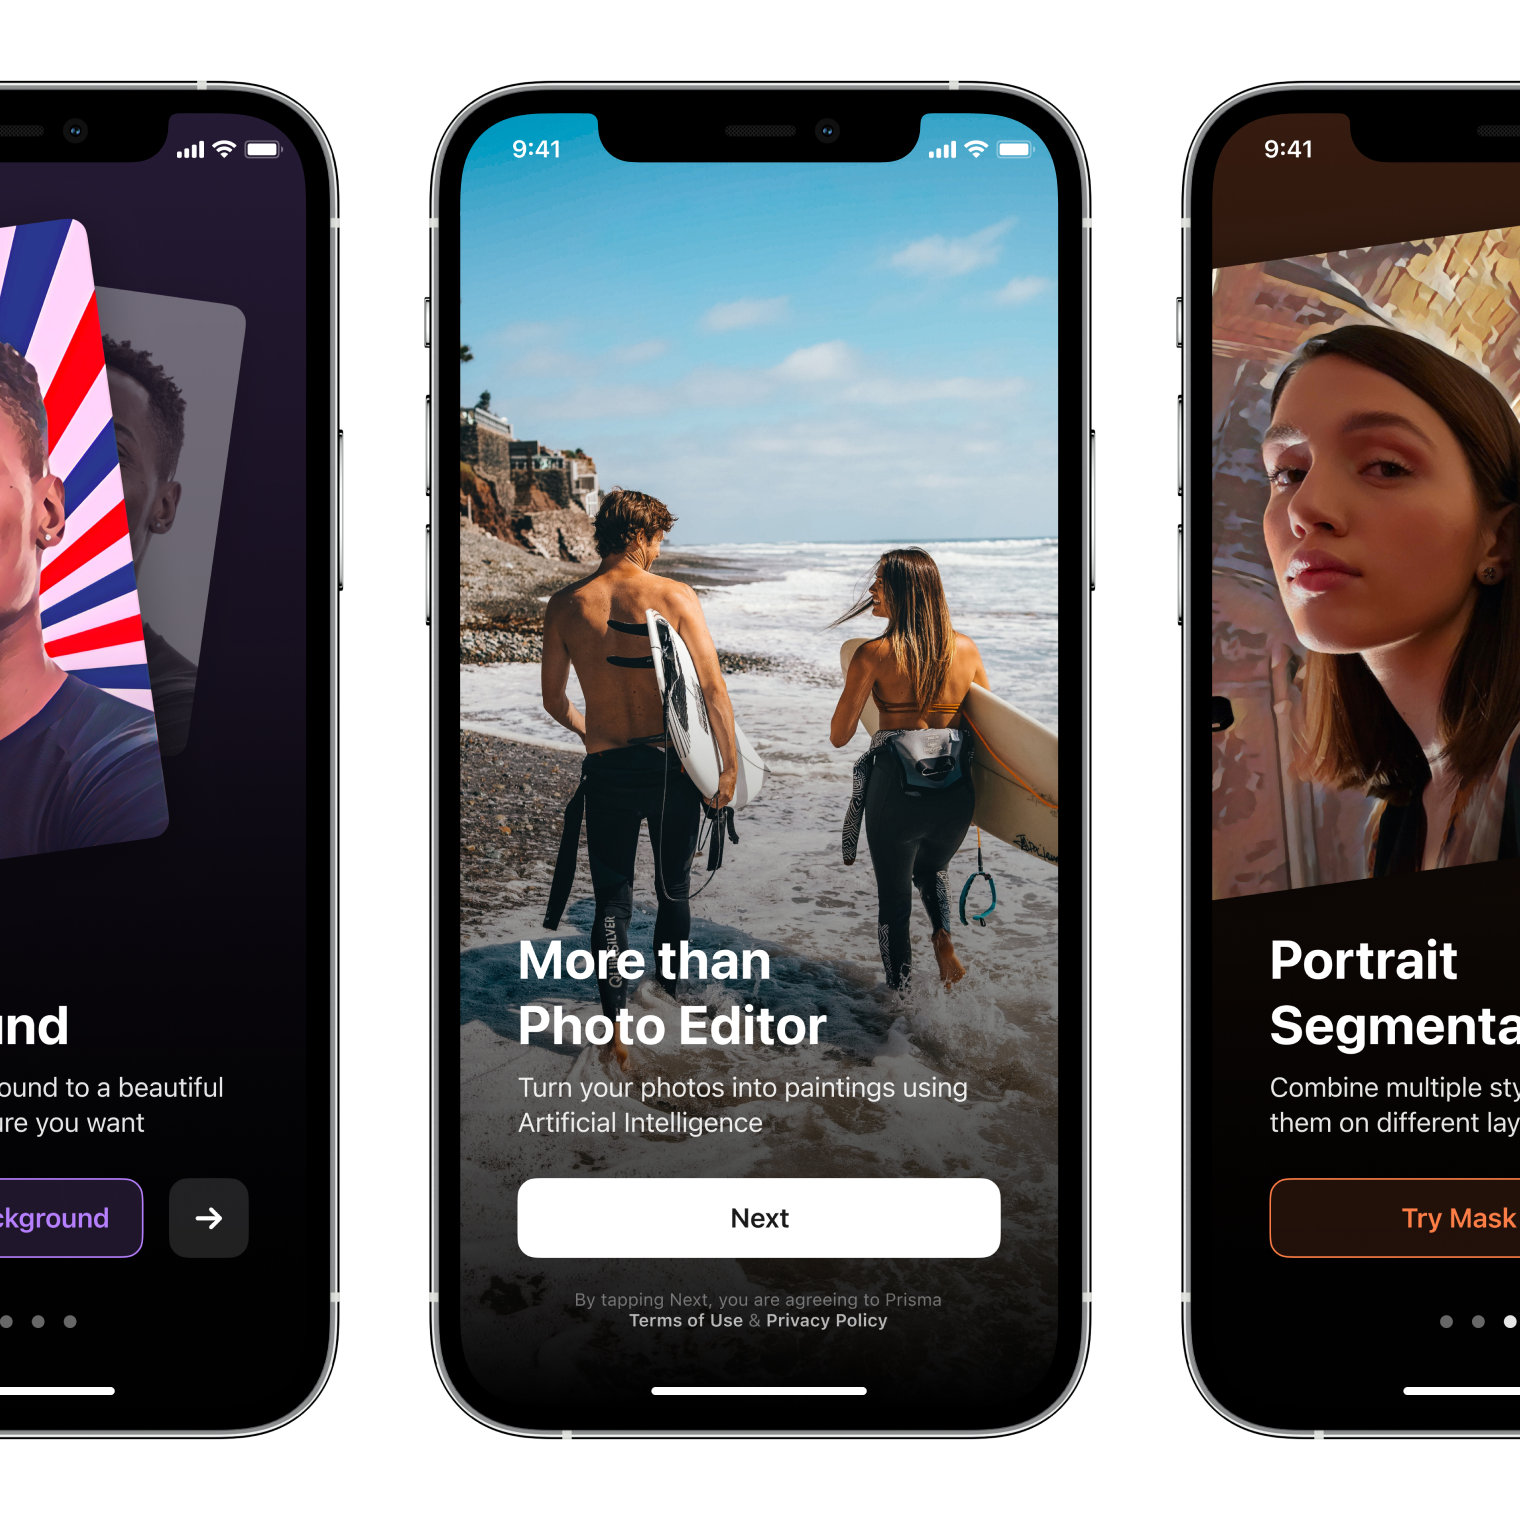 und
ound to a beautiful
ure you want
ckground
9:41
QUIKSILVER
More than
Photo Editor
Turn your photos into paintings using
Artificial Intelligence
Next
By tapping Next, you are agreeing to Prisma
Terms of Use & Privacy Policy
9:41
Portrait
Segmenta
Combine multiple sty
them on different lay
Try Mask